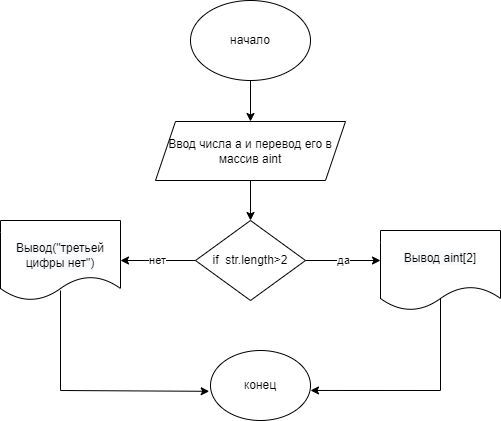 начало
Ввод числа a и перевод его в
массив aint
if  str.length>2
нет
да
Вывод("третьей
цифры нет")
Вывод aint[2]
конец